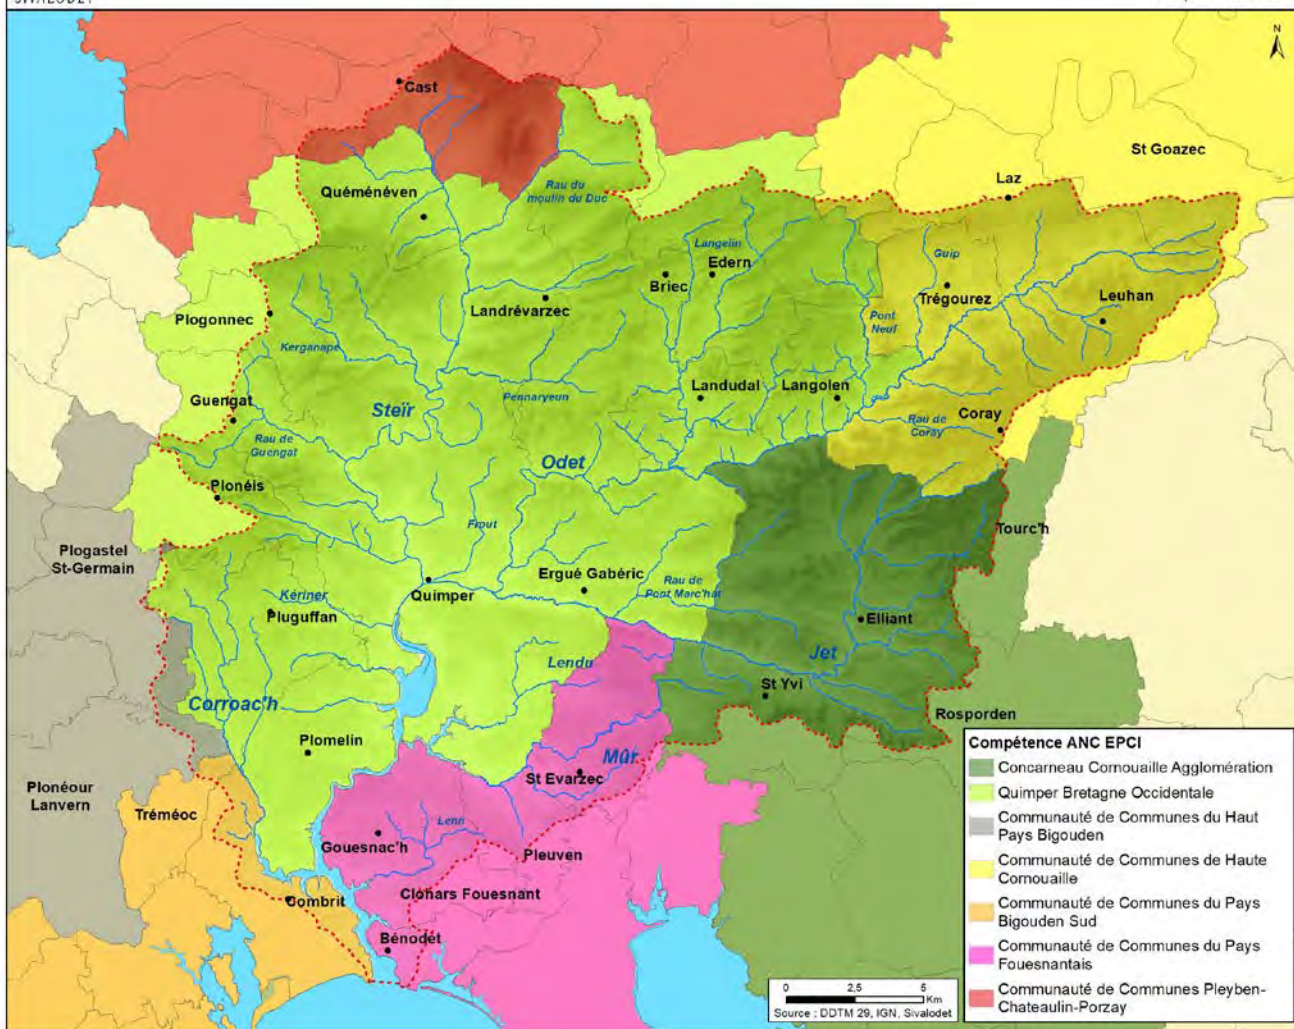 N
Cast
St Goazec
Laz
Rau du
moulin du Duc
Quéménéven
Langelin
Edern
Guip
Briec
Trégourez
Leuhan
Landrévarzec
Plogonnec
Pont
Neuf
Kerganape
Landudal
Langolen
Pennaryeun
Guengat
Steïr
Coray
Rau de
Coray
Rau de
Guengat
Odet
Plonéis
Frout
Tourc'h
Plogastel
St-Germain
Ergué Gabéric
Rau de
Pont Marc'hat
Quimper
Kériner
Pluguffan
Elliant
Jet
Lendu
St Yvi
Corroac'h
Rosporden
Plomelin
Mûr
St Evarzec
Plonéour
Lanvern
Tréméoc
Lenn
Gouesnac'h
Pleuven
Clohars Fouesnant
Combrit
Bénodet
Compétence ANC EPCI
Concarneau Cornouaille Agglomération
Quimper Bretagne Occidentale
Communauté de Communes du Haut
Pays Bigouden
Communauté de Communes de Haute
Cornouaille
Communauté de Communes du Pays
Bigouden Sud
Communauté de Communes du Pays
Fouesnantais
Communauté de Communes Pleyben-
Chateaulin-Porzay
0 2,5 5
Km
Source : DDTM 29, IGN, Sivalodet